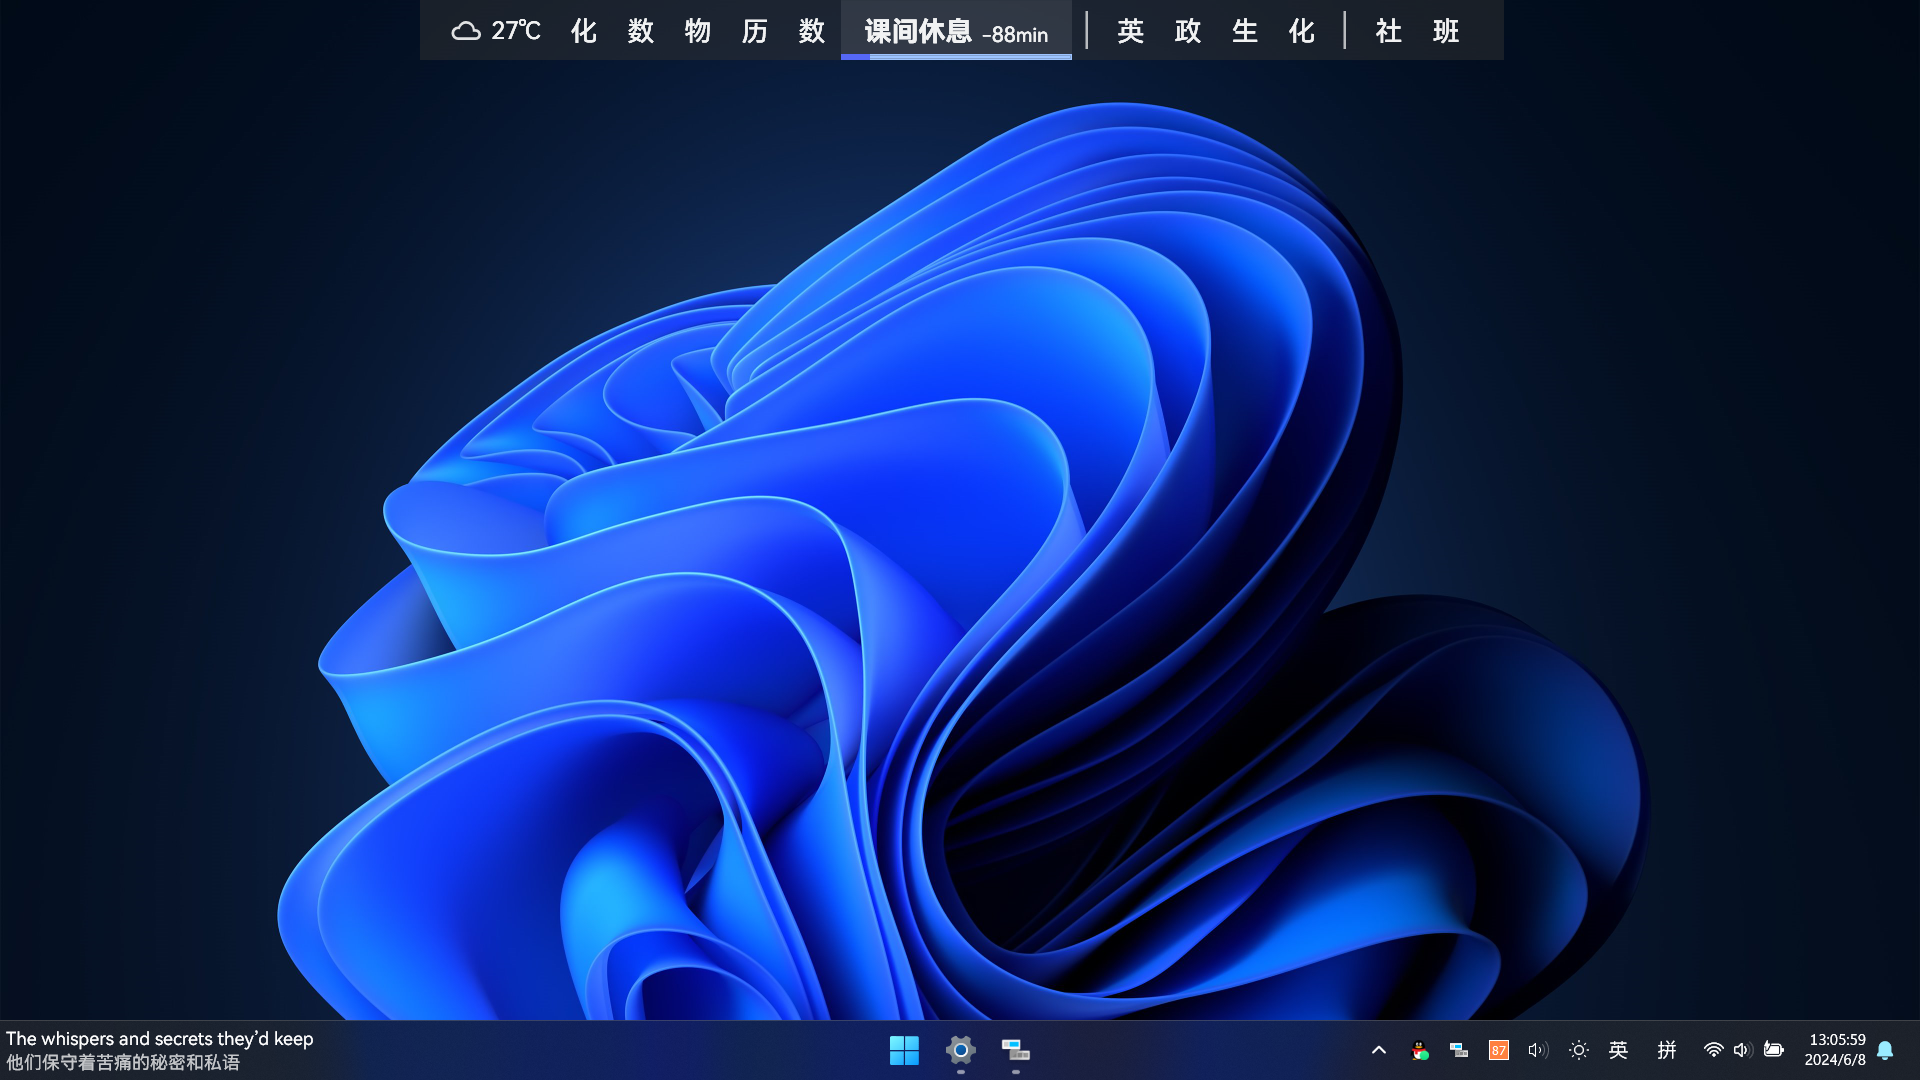 27℃ 化 数 物 历 数 课间休息 -88min 英 政 生 化 社 班
The whispers and secrets they’d keep
他们保守着苦痛的秘密和私语
87 英 拼 13:05:59
2024/6/8